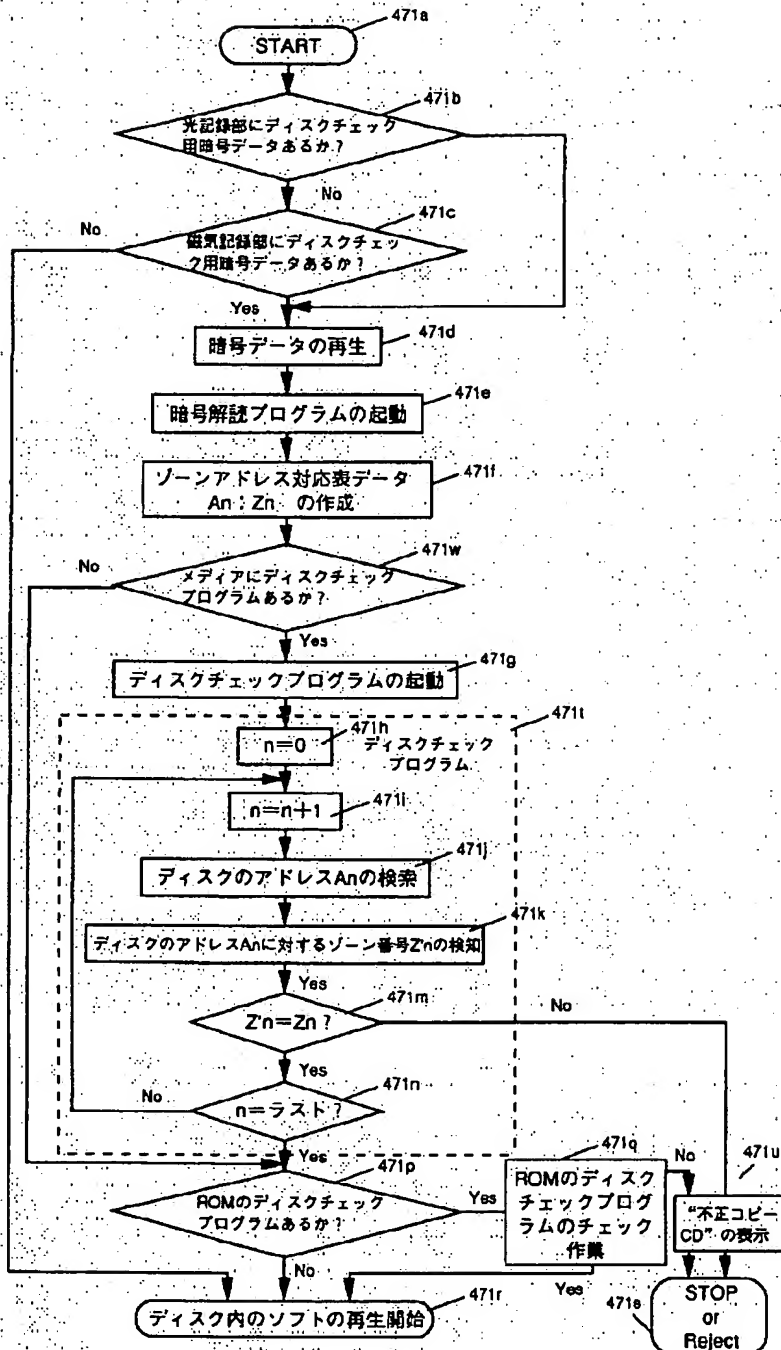 471a
START
471b
光記録部にディスクチェック
用暗号データあるか？
No
471c
No
磁気記録部にディスクチェッ
ク用暗号データあるか？
Yes
471d
暗号データの再生
471e
暗号解読プログラムの起動
471f
ゾーンアドレス対応表データ
An：Zn の作成
471w
No
メディアにディスクチェック
プログラムあるか？
Yes
471g
ディスクチェックプログラムの起動
471t
471h
n=0
ディスクチェック
プログラム
471i
n=n+1
471j
ディスクのアドレスAnの検索
471k
ディスクのアドレスAnに対するゾーン番号Z'nの検知
Yes
471m
No
Z'n=Zn？
Yes
471n
No
n=ラスト？
Yes
471p
ROMのディスクチェック
プログラムあるか？
Yes
471q
ROMのディスク
チェックプログ
ラムのチェック
作業
No
471u
“不正コピー
CD”の表示
No
Yes
471r
ディスク内のソフトの再生開始
471s
STOP
or
Reject